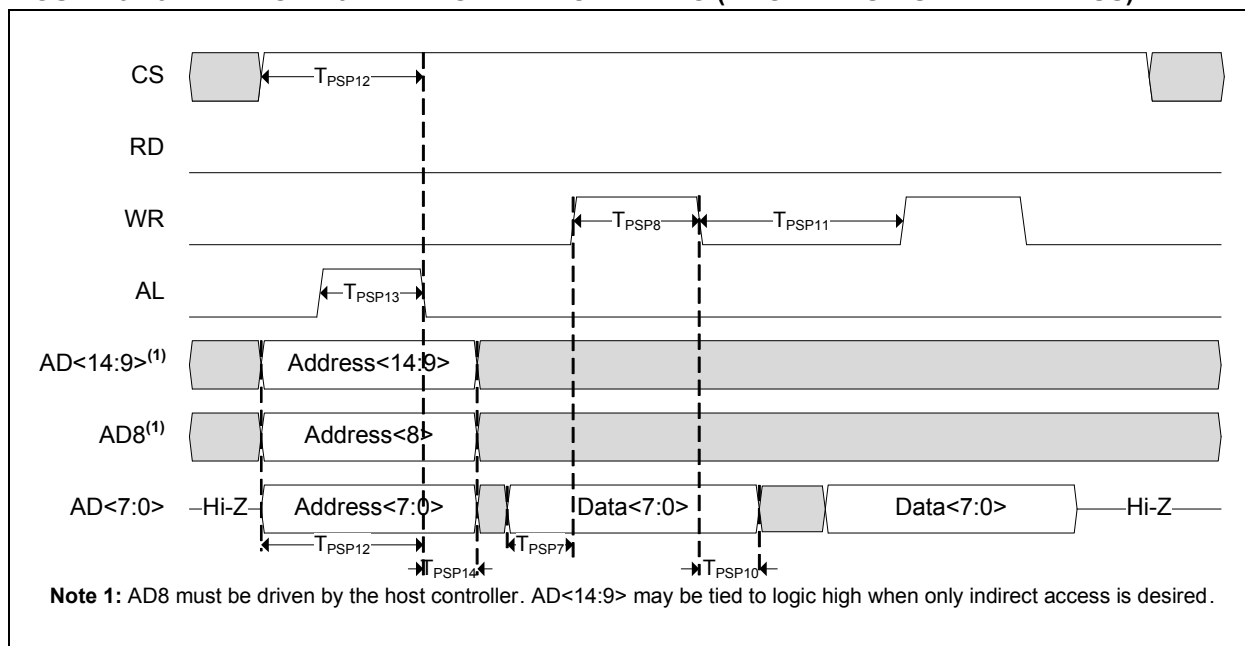 CS
T_PSP12
RD
WR
T_PSP8
T_PSP11
AL
T_PSP13
AD<14:9>(1)
Address<14:9>
AD8(1)
Address<8>
AD<7:0>
Hi-Z
Address<7:0>
Data<7:0>
Data<7:0>
Hi-Z
T_PSP12
T_PSP14
T_PSP7
T_PSP10
Note 1: AD8 must be driven by the host controller. AD<14:9> may be tied to logic high when only indirect access is desired.